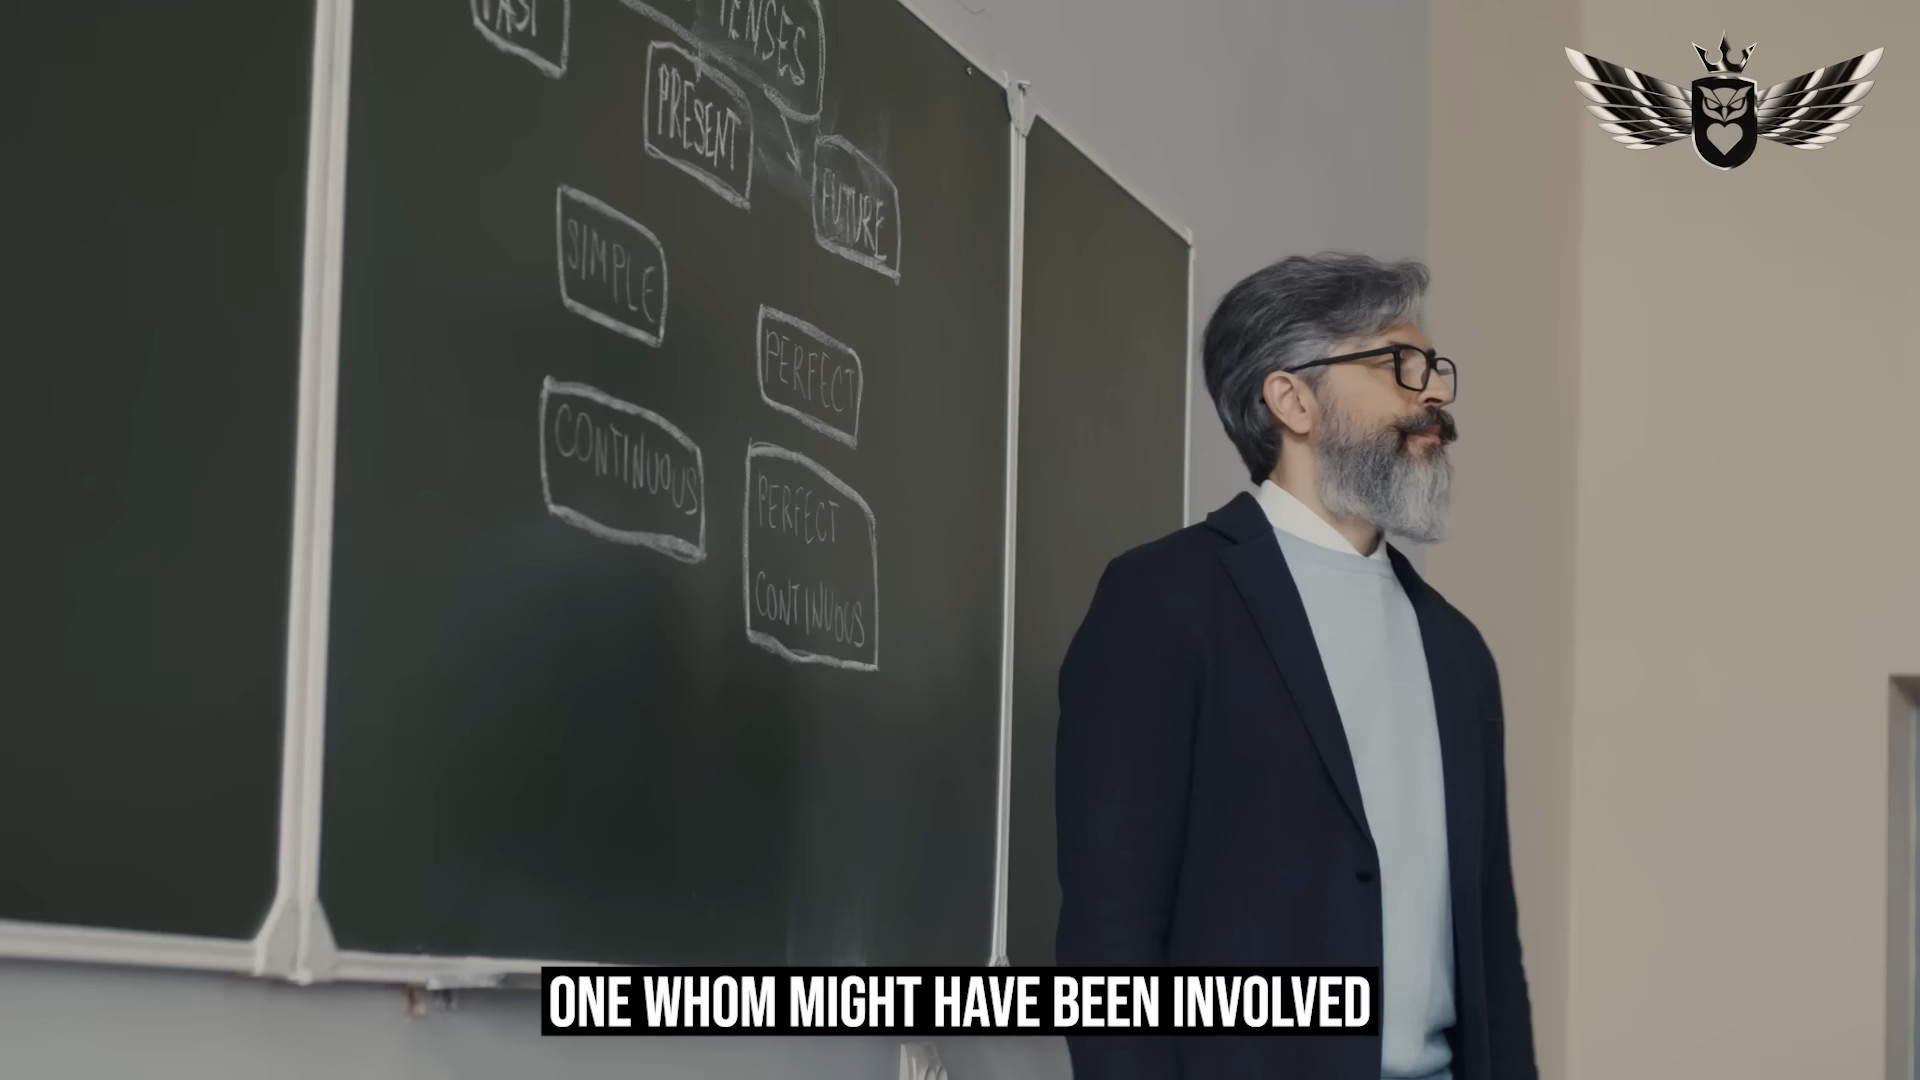 PAST
TENSES
PRESENT
FUTURE
SIMPLE
PERFECT
CONTINUOUS
PERFECT
CONTINUOUS
ONE WHOM MIGHT HAVE BEEN INVOLVED